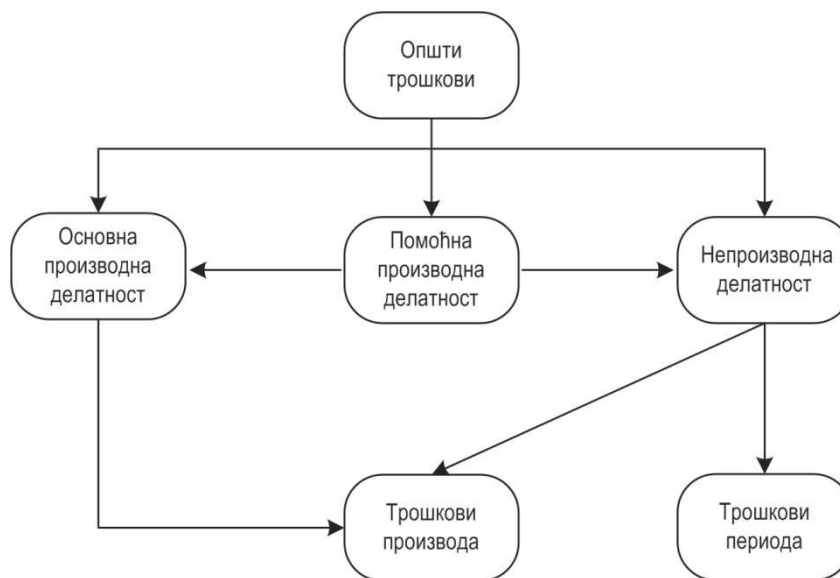 Општи
трошкови
Основна
производна
делатност
Помоћна
производна
делатност
Непроизводна
делатност
Трошкови
производа
Трошкови
периода